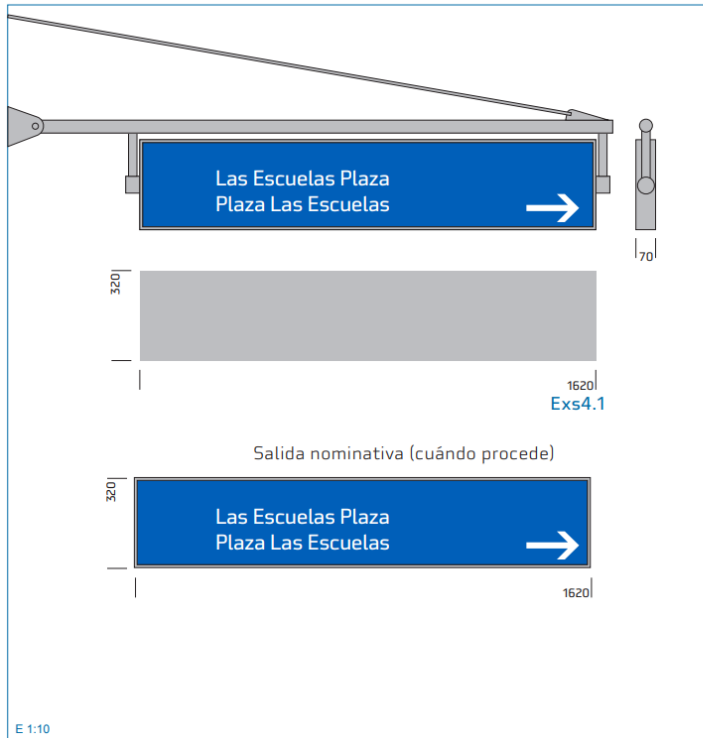 Las Escuelas Plaza
Plaza Las Escuelas
70
320
1620
Exs4.1
Salida nominativa (cuándo procede)
320
Las Escuelas Plaza
Plaza Las Escuelas
1620
E 1:10